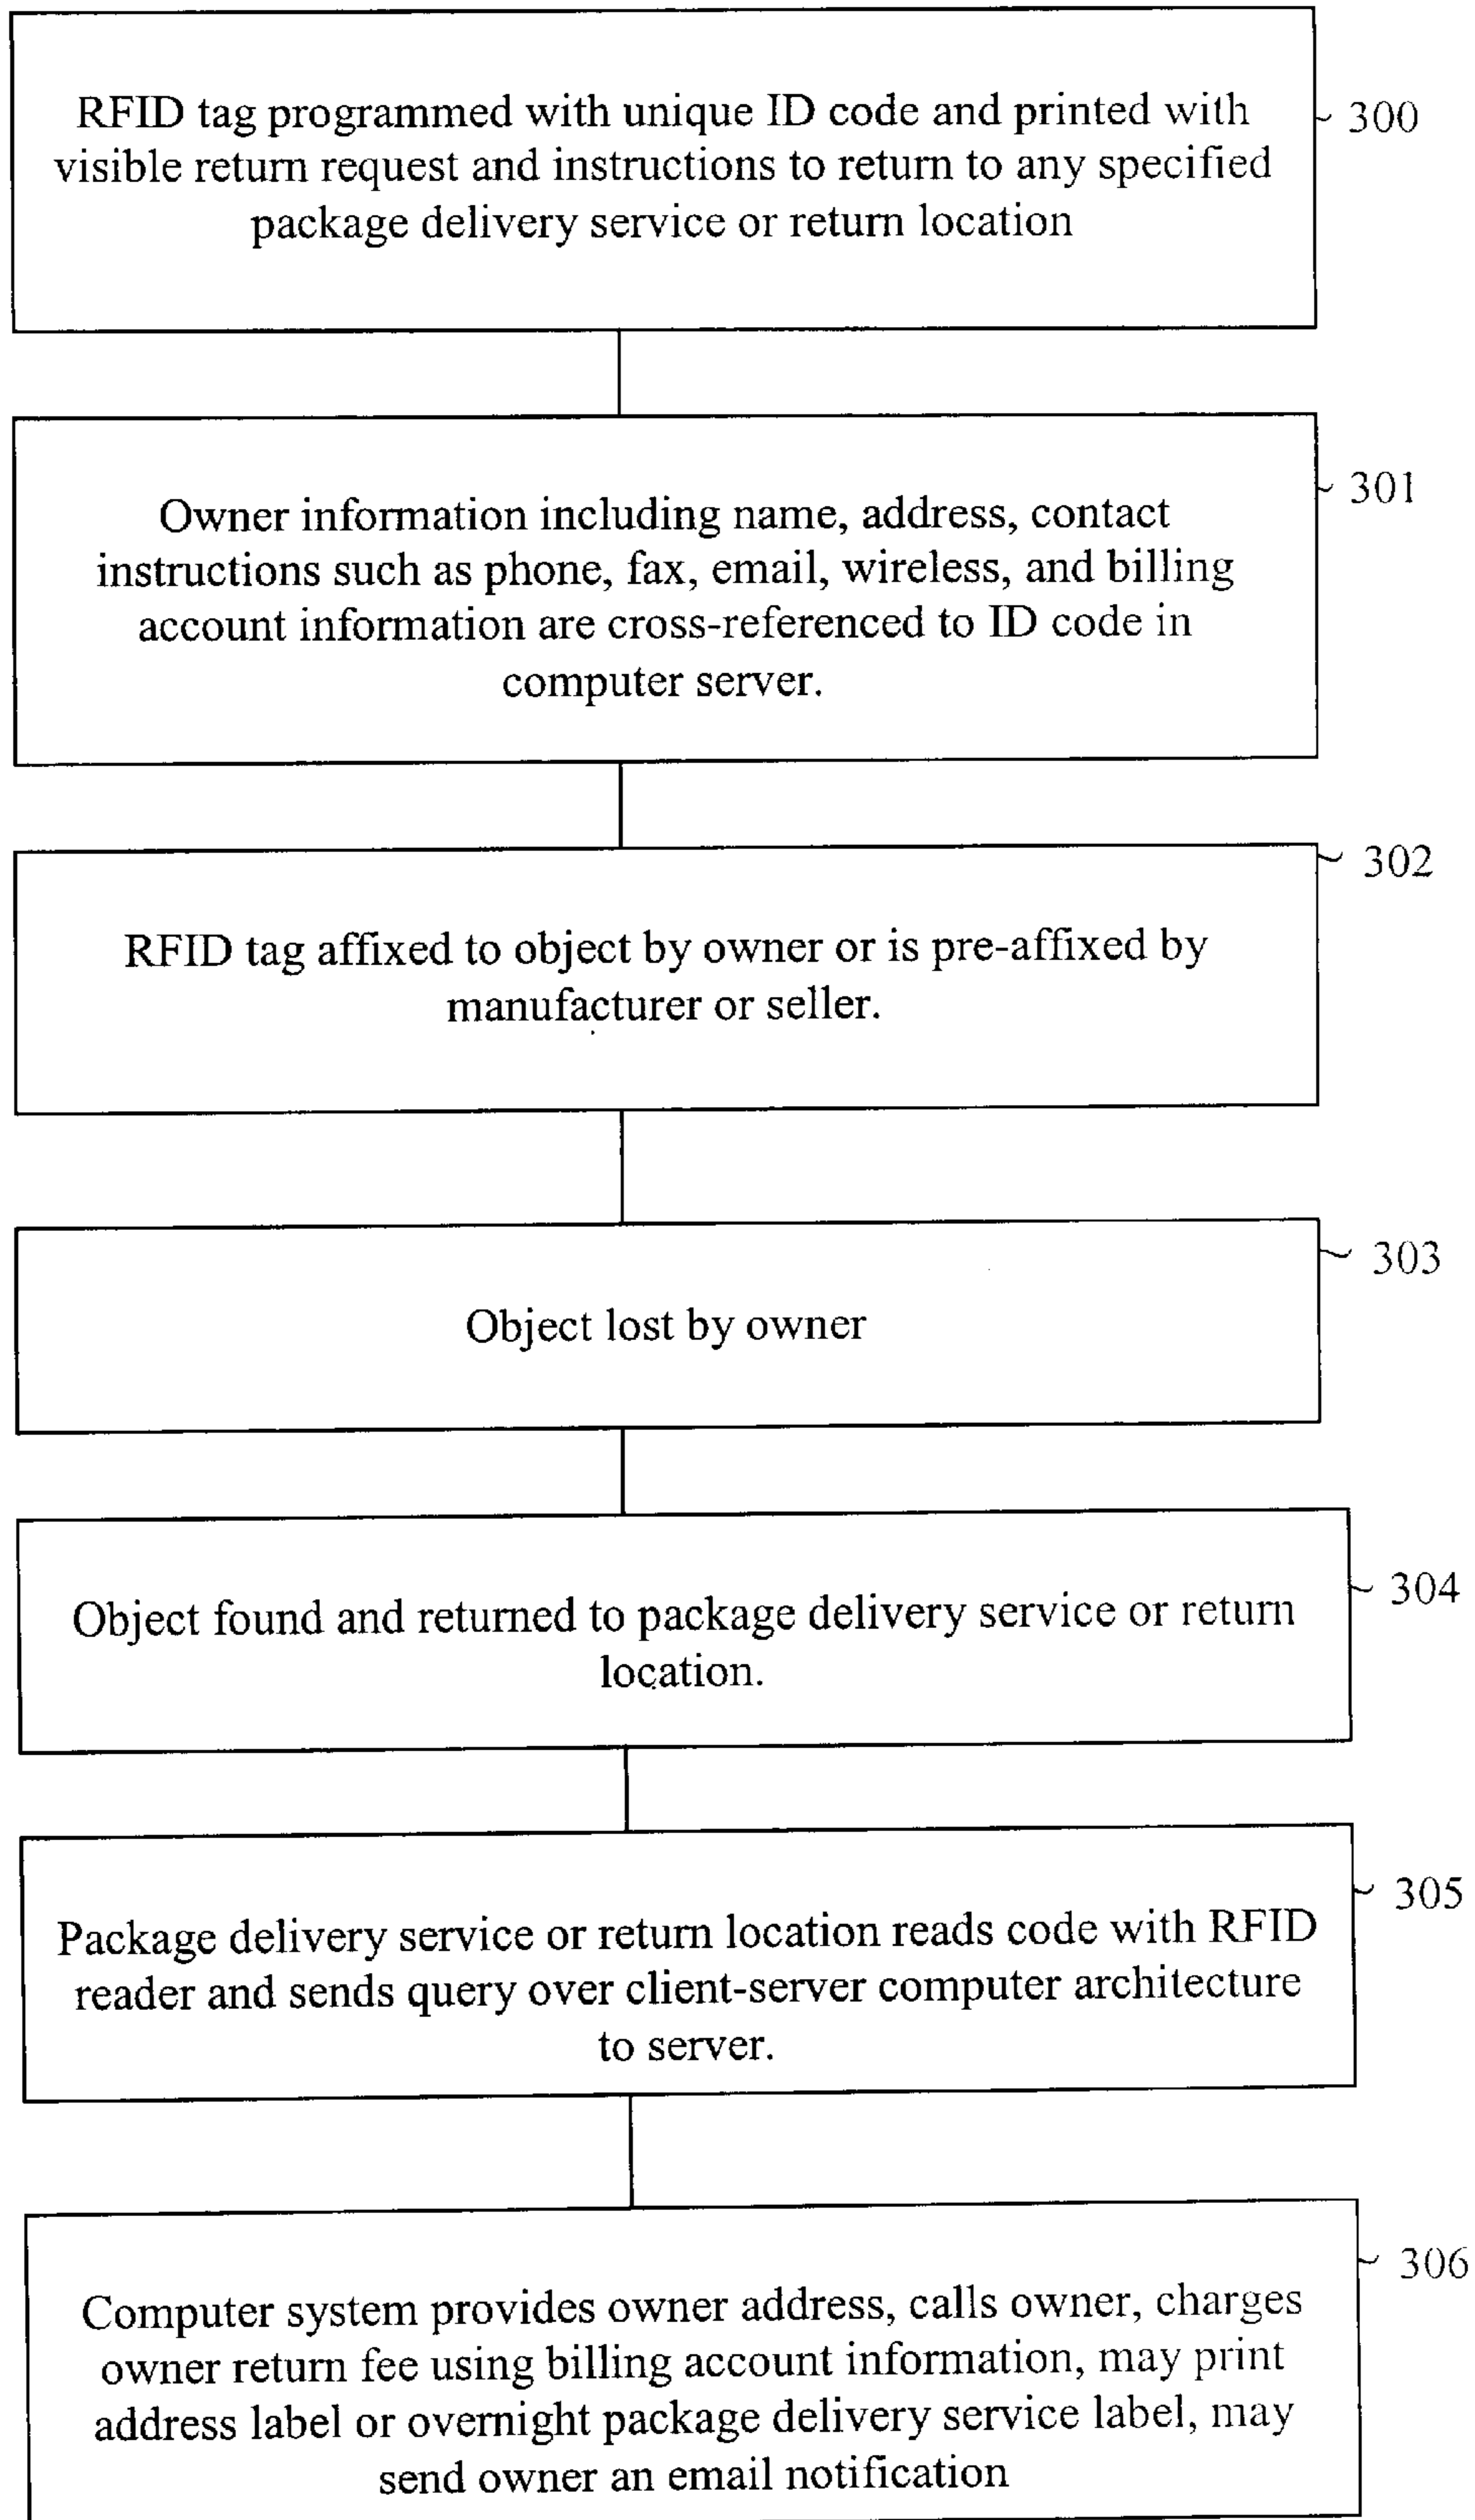 RFID tag programmed with unique ID code and printed with
visible return request and instructions to return to any specified
package delivery service or return location
300
Owner information including name, address, contact
instructions such as phone, fax, email, wireless, and billing
account information are cross-referenced to ID code in
computer server.
301
RFID tag affixed to object by owner or is pre-affixed by
manufacturer or seller.
302
Object lost by owner
303
Object found and returned to package delivery service or return
location.
304
Package delivery service or return location reads code with RFID
reader and sends query over client-server computer architecture
to server.
305
Computer system provides owner address, calls owner, charges
owner return fee using billing account information, may print
address label or overnight package delivery service label, may
send owner an email notification
306